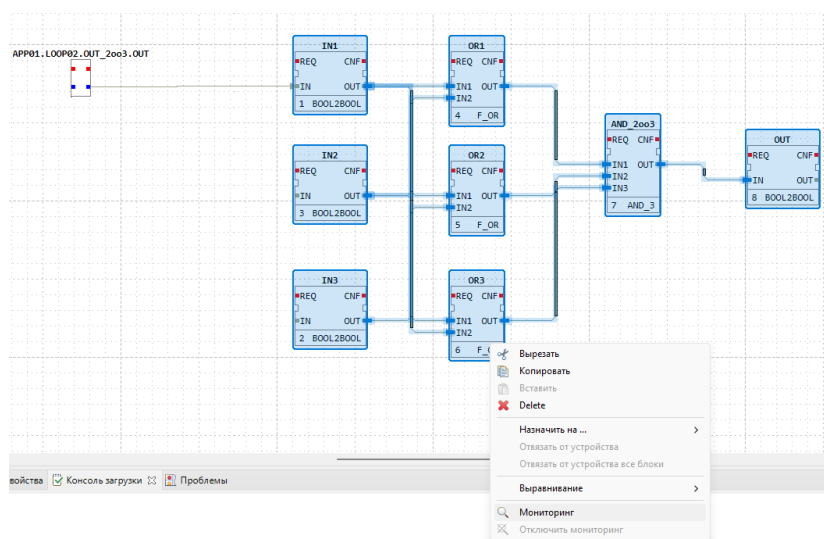 APP01.LOOP02.OUT_2oo3.OUT
IN1
REQ CNF
IN OUT
1 BOOL2BOOL
OR1
REQ CNF
IN1 OUT
IN2
4 F_OR
IN2
REQ CNF
IN OUT
3 BOOL2BOOL
OR2
REQ CNF
IN1 OUT
IN2
5 F_OR
AND_2oo3
REQ CNF
IN1 OUT
IN2
IN3
7 AND_3
OUT
REQ CNF
IN OUT
8 BOOL2BOOL
IN3
REQ CNF
IN OUT
2 BOOL2BOOL
OR3
REQ CNF
IN1 OUT
IN2
6
Вырезать
Копировать
Вставить
Delete
Назначить на ...
Отвязать от устройства
Отвязать от устройства все блоки
Выравнивание
Мониторинг
Отключить мониторинг
войства Консоль загрузки Проблемы